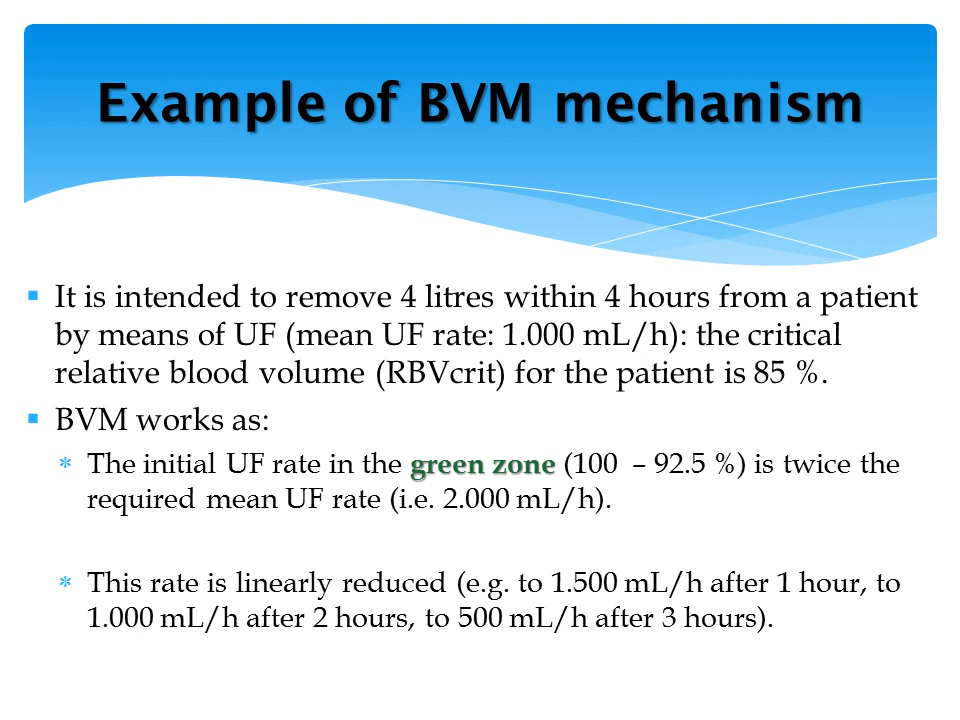 Example of BVM mechanism
▪ It is intended to remove 4 litres within 4 hours from a patient
by means of UF (mean UF rate: 1.000 mL/h): the critical
relative blood volume (RBVcrit) for the patient is 85 %.
▪ BVM works as:
* The initial UF rate in the green zone (100 – 92.5 %) is twice the
required mean UF rate (i.e. 2.000 mL/h).
* This rate is linearly reduced (e.g. to 1.500 mL/h after 1 hour, to
1.000 mL/h after 2 hours, to 500 mL/h after 3 hours).